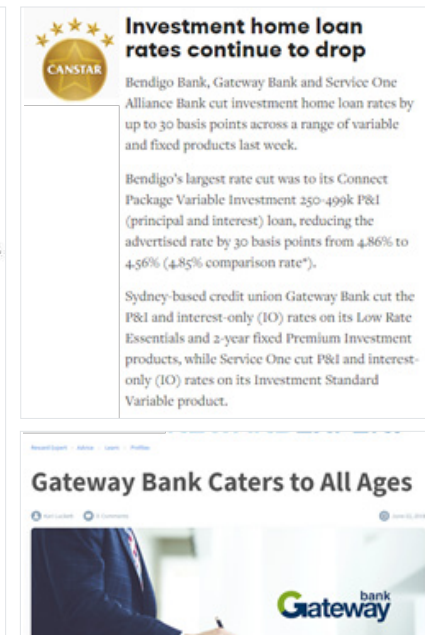 CANSTAR
Investment home loan
rates continue to drop
Bendigo Bank, Gateway Bank and Service One
Alliance Bank cut investment home loan rates by
up to 30 basis points across a range of variable
and fixed products last week.
Bendigo's largest rate cut was to its Connect
Package Variable Investment 250-499k P&I
(principal and interest) loan, reducing the
advertised rate by 30 basis points from 4.86% to
4.56% (4.85% comparison rate*).
Sydney-based credit union Gateway Bank cut the
P&I and interest-only (IO) rates on its Low Rate
Essentials and 2-year fixed Premium Investment
products, while Service One cut P&I and interest-
only (IO) rates on its Investment Standard
Variable product.
Reward Expert Advice Learn Profiles
Gateway Bank Caters to All Ages
Comments
bank
Gateway